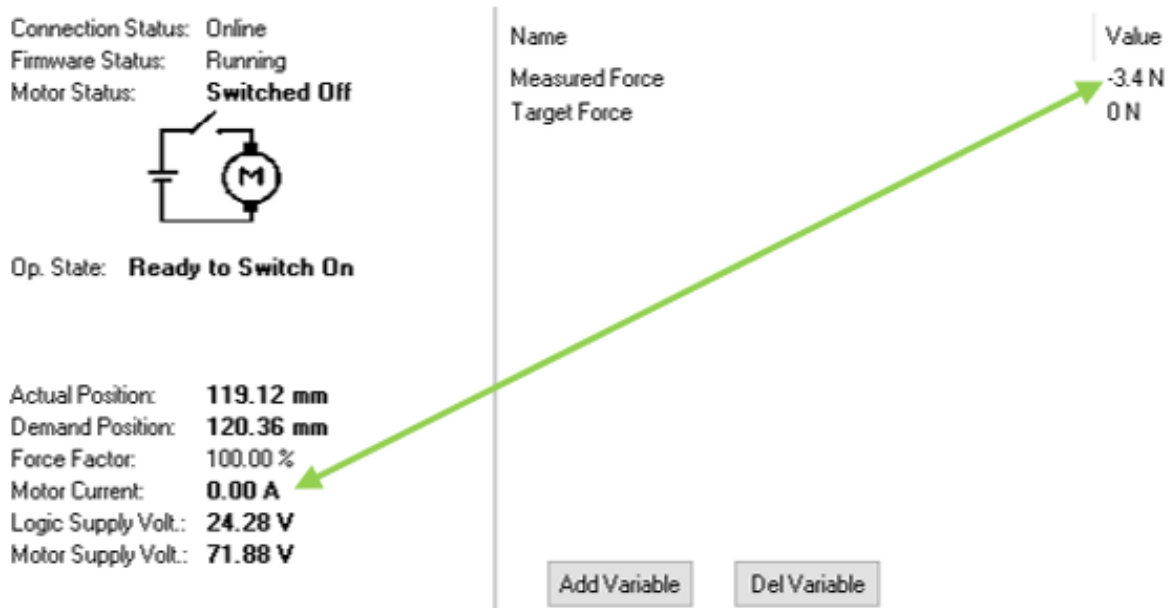 Connection Status: Online
Firmware Status: Running
Motor Status: Switched Off
M
Op. State: Ready to Switch On
Actual Position: 119.12 mm
Demand Position: 120.36 mm
Force Factor: 100.00 %
Motor Current: 0.00 A
Logic Supply Volt.: 24.28 V
Motor Supply Volt.: 71.88 V
Name Value
Measured Force -3.4 N
Target Force 0 N
Add Variable Del Variable